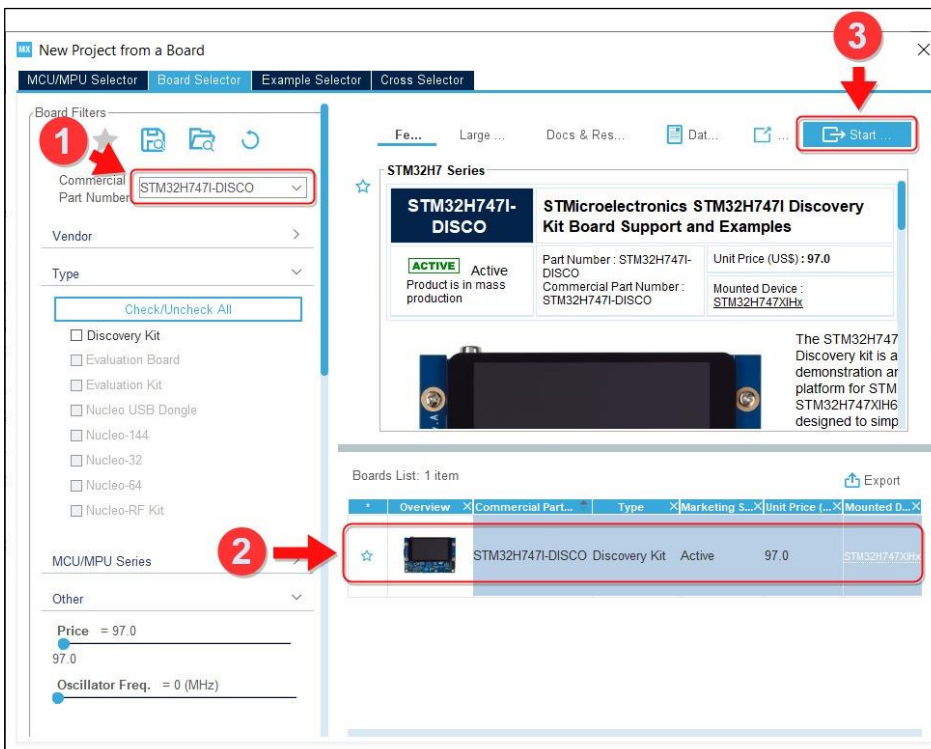 MX New Project from a Board
MCU/MPU Selector Board Selector Example Selector Cross Selector
3
Board Filters
1
Commercial
Part Number
STM32H747I-DISCO
Vendor
Type
Check/Uncheck All
Discovery Kit
Evaluation Board
Evaluation Kit
Nucleo USB Dongle
Nucleo-144
Nucleo-32
Nucleo-64
Nucleo-RF Kit
MCU/MPU Series
Other
Price = 97.0
97.0
Oscillator Freq. = 0 (MHz)
Fe... Large ... Docs & Res... Dat... ... Start ...
STM32H7 Series
STM32H747I-
DISCO
STMicroelectronics STM32H747I Discovery
Kit Board Support and Examples
ACTIVE Active
Product is in mass
production
Part Number : STM32H747I-
DISCO
Commercial Part Number :
STM32H747I-DISCO
Unit Price (US$) : 97.0
Mounted Device :
STM32H747XIHx
The STM32H747
Discovery kit is a
demonstration ar
platform for STM
STM32H747XIH6
designed to simp
Boards List: 1 item
Export
* Overview Commercial Part... Type Marketing S... Unit Price (... Mounted D...
2
STM32H747I-DISCO Discovery Kit Active 97.0 STM32H747XIHx